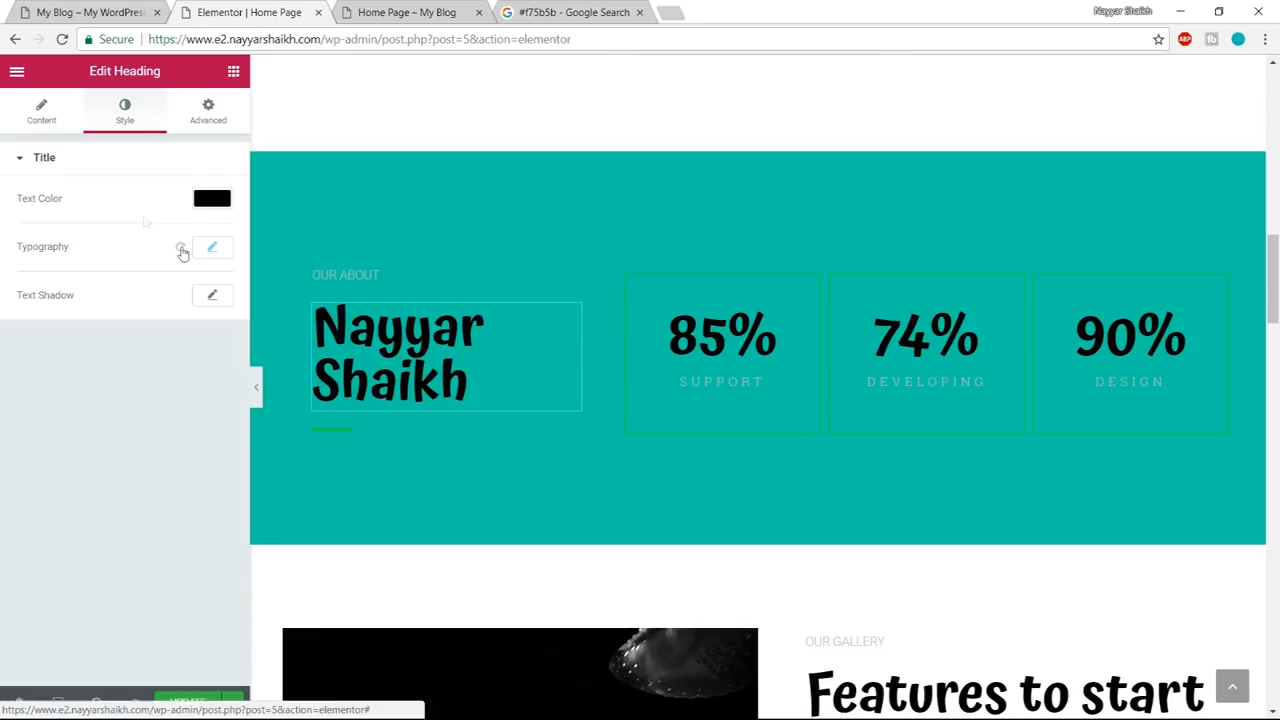 My Blog – My WordPress
Elementor | Home Page
Home Page – My Blog
#f75b5b - Google Search
Nayyar Shaikh
Secure
https://www.e2.nayyarshaikh.com/wp-admin/post.php?post=5&action=elementor
ABP
tb
Edit Heading
Content
Style
Advanced
Title
Text Color
Typography
Text Shadow
OUR ABOUT
Nayyar
Shaikh
85%
SUPPORT
74%
DEVELOPING
90%
DESIGN
OUR GALLERY
Features to start
UPDATE
https://www.e2.nayyarshaikh.com/wp-admin/post.php?post=5&action=elementor#